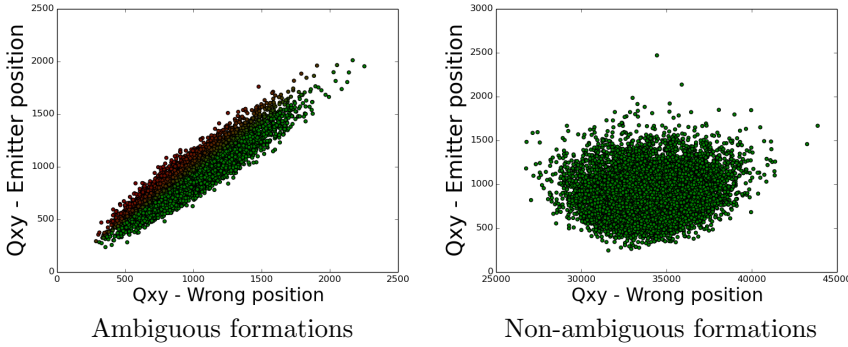 2500
2000
1500
1000
500
0
0 500 1000 1500 2000 2500
Qxy - Emitter position
Qxy - Wrong position
Ambiguous formations
3000
2500
2000
1500
1000
500
0
25000 30000 35000 40000 45000
Qxy - Emitter position
Qxy - Wrong position
Non-ambiguous formations